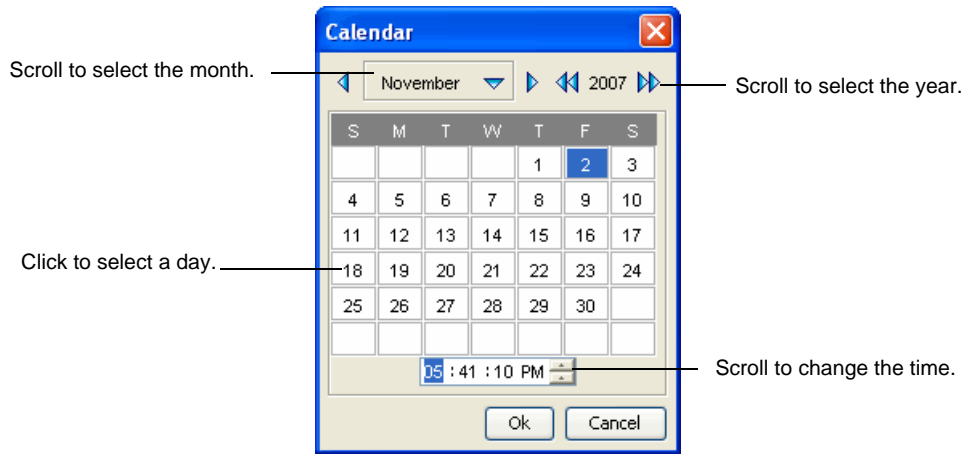 Calendar
Scroll to select the month.
November
2007
Scroll to select the year.
S M T W T F S
1 2 3
4 5 6 7 8 9 10
11 12 13 14 15 16 17
Click to select a day.
18 19 20 21 22 23 24
25 26 27 28 29 30
05 : 41 : 10 PM
Scroll to change the time.
Ok Cancel